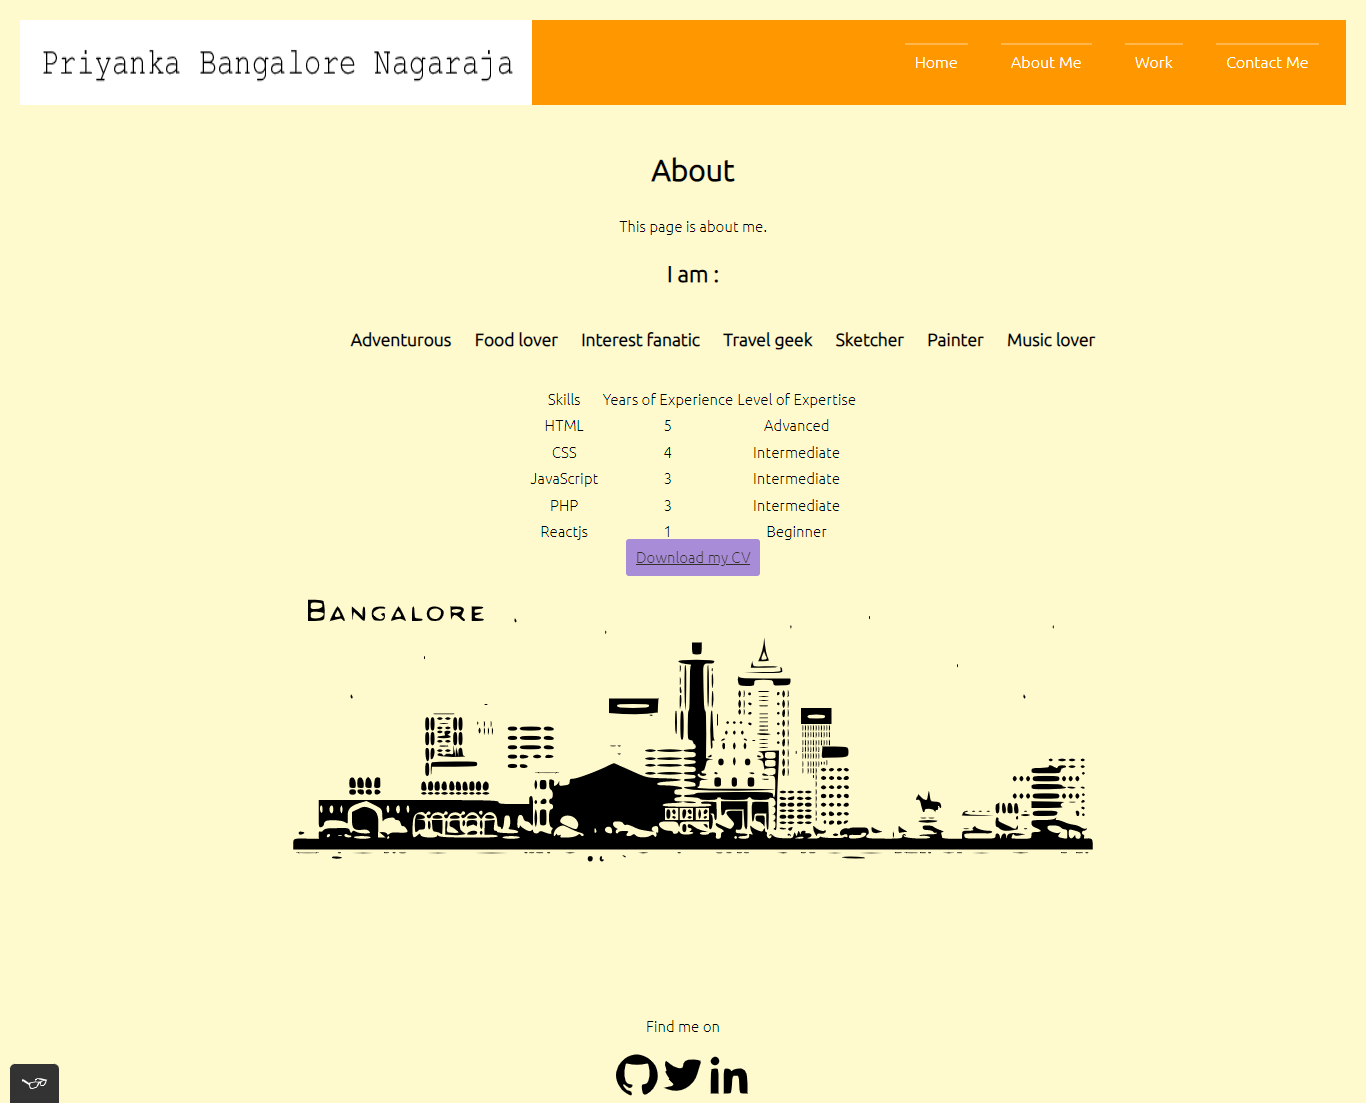 Priyanka Bangalore Nagaraja
Home About Me Work Contact Me
About
This page is about me.
I am :
Adventurous Food lover Interest fanatic Travel geek Sketcher Painter Music lover
Skills Years of Experience Level of Expertise
HTML 5 Advanced
CSS 4 Intermediate
JavaScript 3 Intermediate
PHP 3 Intermediate
Reactjs 1 Beginner
Download my CV
BANGALORE
Find me on
in